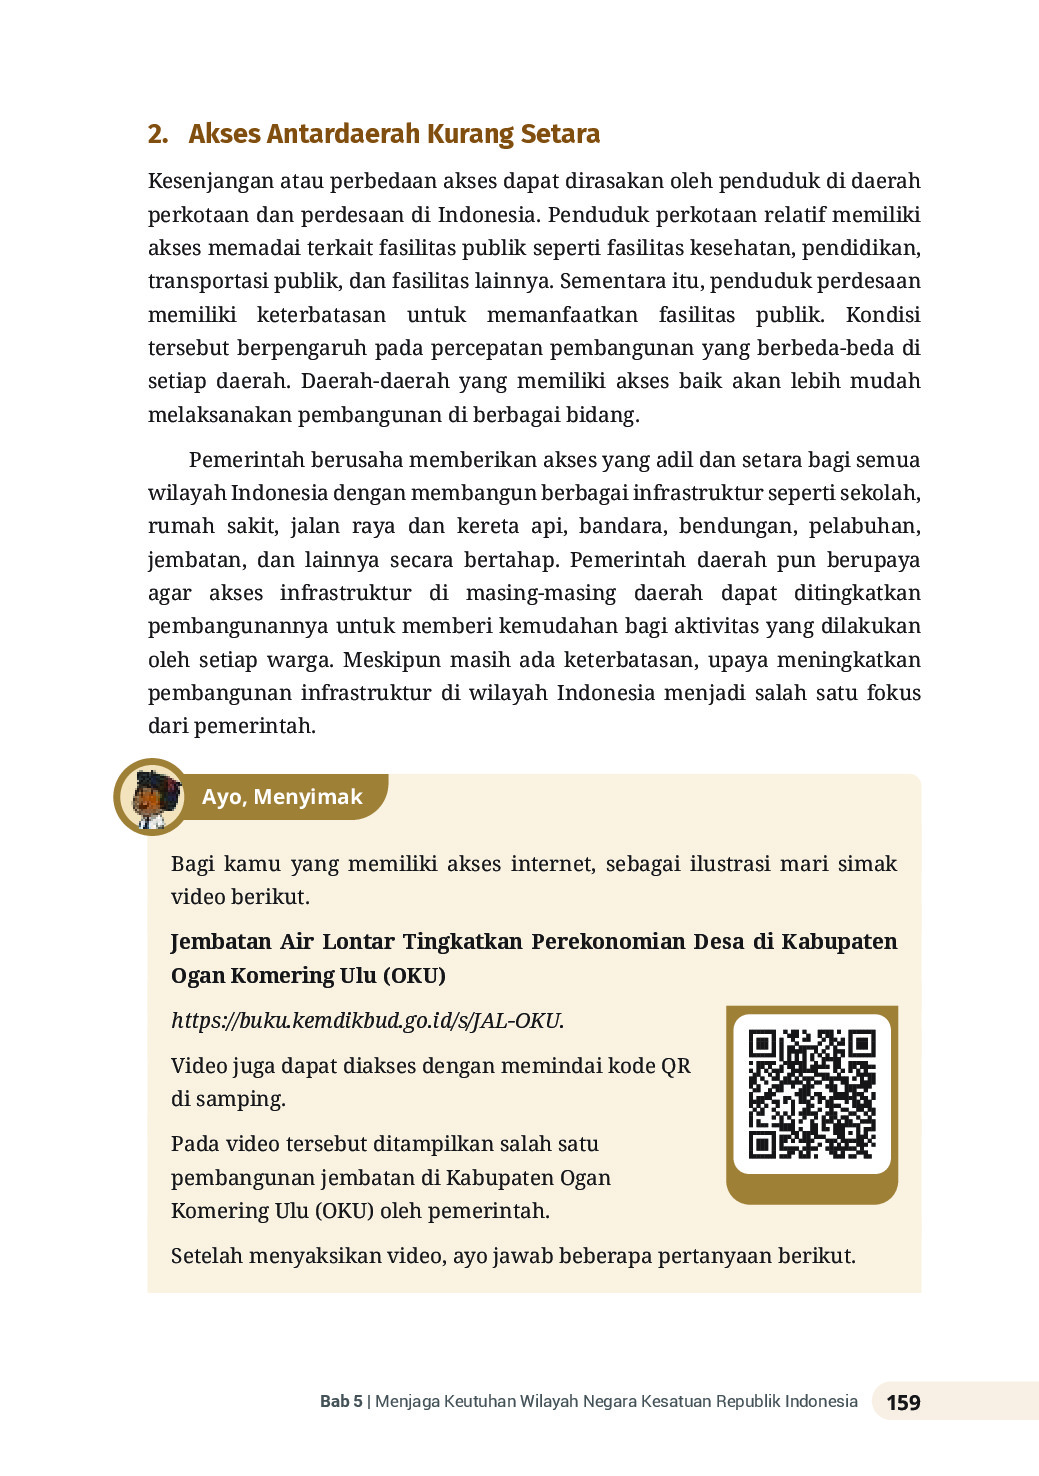 2. Akses Antardaerah Kurang Setara
Kesenjangan atau perbedaan akses dapat dirasakan oleh penduduk di daerah
perkotaan dan perdesaan di Indonesia. Penduduk perkotaan relatif memiliki
akses memadai terkait fasilitas publik seperti fasilitas kesehatan, pendidikan,
transportasi publik, dan fasilitas lainnya. Sementara itu, penduduk perdesaan
memiliki keterbatasan untuk memanfaatkan fasilitas publik. Kondisi
tersebut berpengaruh pada percepatan pembangunan yang berbeda-beda di
setiap daerah. Daerah-daerah yang memiliki akses baik akan lebih mudah
melaksanakan pembangunan di berbagai bidang.
Pemerintah berusaha memberikan akses yang adil dan setara bagi semua
wilayah Indonesia dengan membangun berbagai infrastruktur seperti sekolah,
rumah sakit, jalan raya dan kereta api, bandara, bendungan, pelabuhan,
jembatan, dan lainnya secara bertahap. Pemerintah daerah pun berupaya
agar akses infrastruktur di masing-masing daerah dapat ditingkatkan
pembangunannya untuk memberi kemudahan bagi aktivitas yang dilakukan
oleh setiap warga. Meskipun masih ada keterbatasan, upaya meningkatkan
pembangunan infrastruktur di wilayah Indonesia menjadi salah satu fokus
dari pemerintah.
Ayo, Menyimak
Bagi kamu yang memiliki akses internet, sebagai ilustrasi mari simak
video berikut.
Jembatan Air Lontar Tingkatkan Perekonomian Desa di Kabupaten
Ogan Komering Ulu (OKU)
https://buku.kemdikbud.go.id/s/JAL-OKU.
Video juga dapat diakses dengan memindai kode QR
di samping.
Pada video tersebut ditampilkan salah satu
pembangunan jembatan di Kabupaten Ogan
Komering Ulu (OKU) oleh pemerintah.
Setelah menyaksikan video, ayo jawab beberapa pertanyaan berikut.
Bab 5 | Menjaga Keutuhan Wilayah Negara Kesatuan Republik Indonesia 159